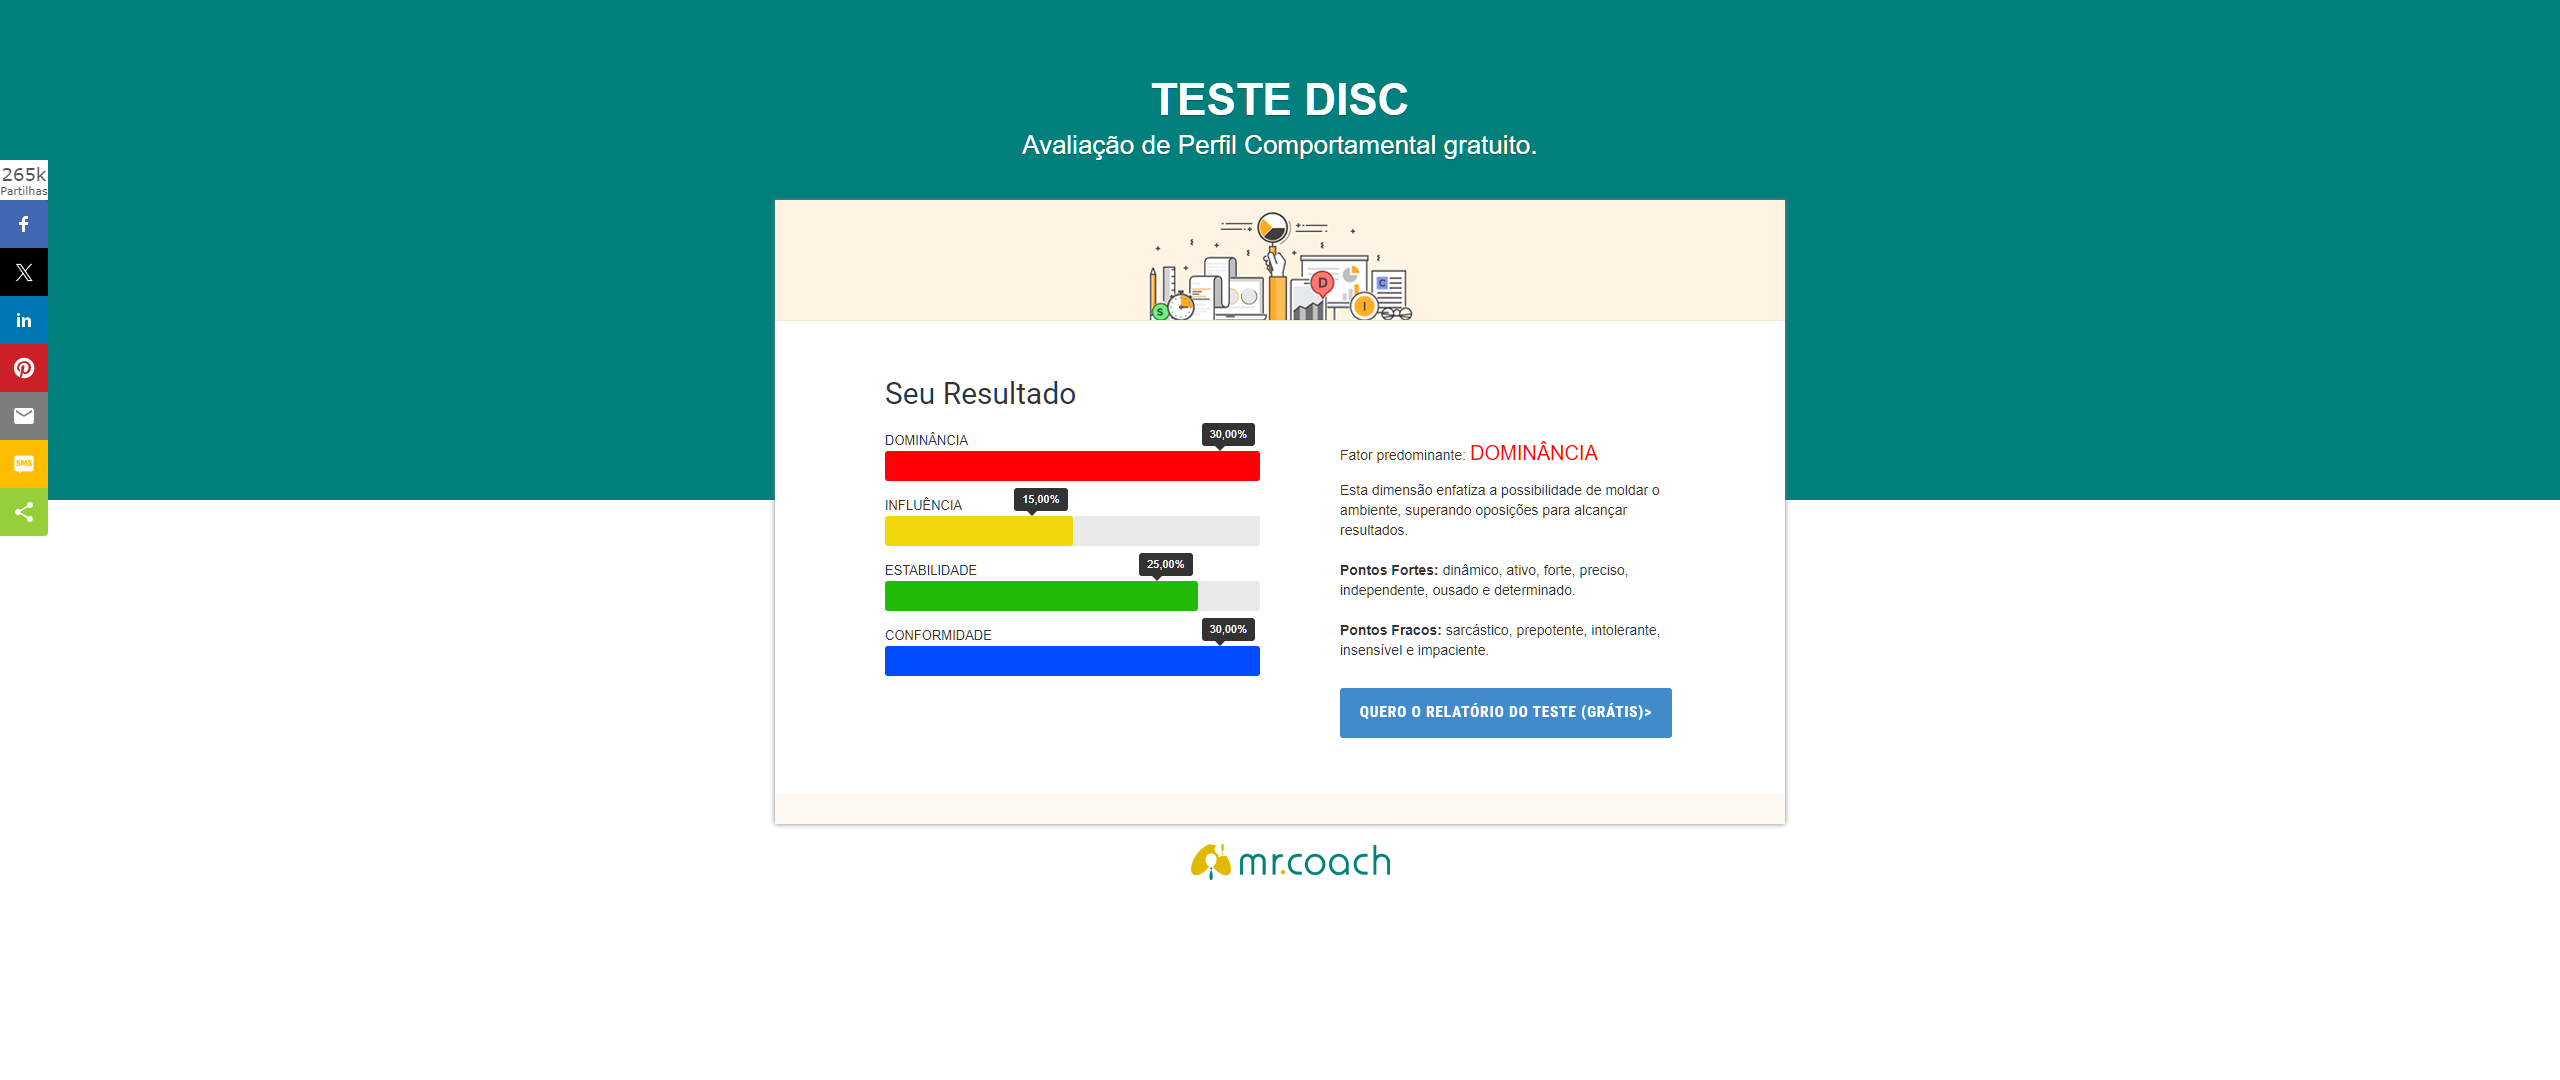 TESTE DISC
Avaliação de Perfil Comportamental gratuito.
265k
Partilhas
SMS
S
D
I
C
Seu Resultado
DOMINÂNCIA
30,00%
INFLUÊNCIA
15,00%
ESTABILIDADE
25,00%
CONFORMIDADE
30,00%
Fator predominante: DOMINÂNCIA
Esta dimensão enfatiza a possibilidade de moldar o
ambiente, superando oposições para alcançar
resultados.
Pontos Fortes: dinâmico, ativo, forte, preciso,
independente, ousado e determinado.
Pontos Fracos: sarcástico, prepotente, intolerante,
insensível e impaciente.
QUERO O RELATÓRIO DO TESTE (GRÁTIS)>
mr.coach